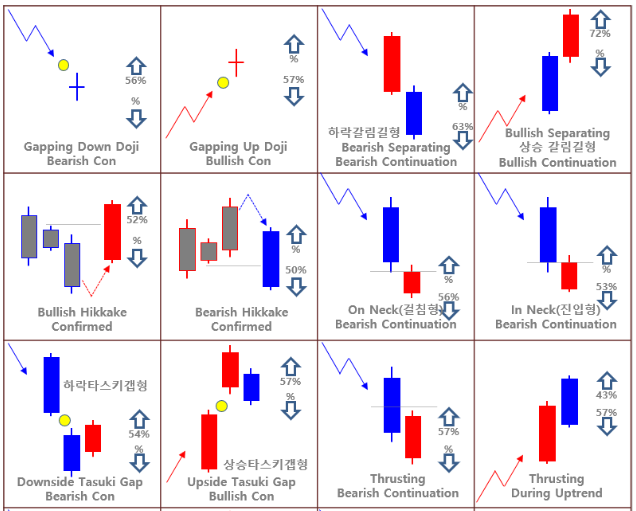 56%
%
Gapping Down Doji
Bearish Con
%
57%
Gapping Up Doji
Bullish Con
%
63%
하락갈림길형
Bearish Separating
Bearish Continuation
72%
%
Bullish Separating
상승 갈림길형
Bullish Continuation
52%
%
Bullish Hikkake
Confirmed
%
50%
Bearish Hikkake
Confirmed
%
56%
On Neck(걸침형)
Bearish Continuation
%
53%
In Neck(진입형)
Bearish Continuation
하락타스키갭형
54%
%
Downside Tasuki Gap
Bearish Con
57%
%
상승타스키갭형
Upside Tasuki Gap
Bullish Con
57%
%
Thrusting
Bearish Continuation
43%
57%
Thrusting
During Uptrend